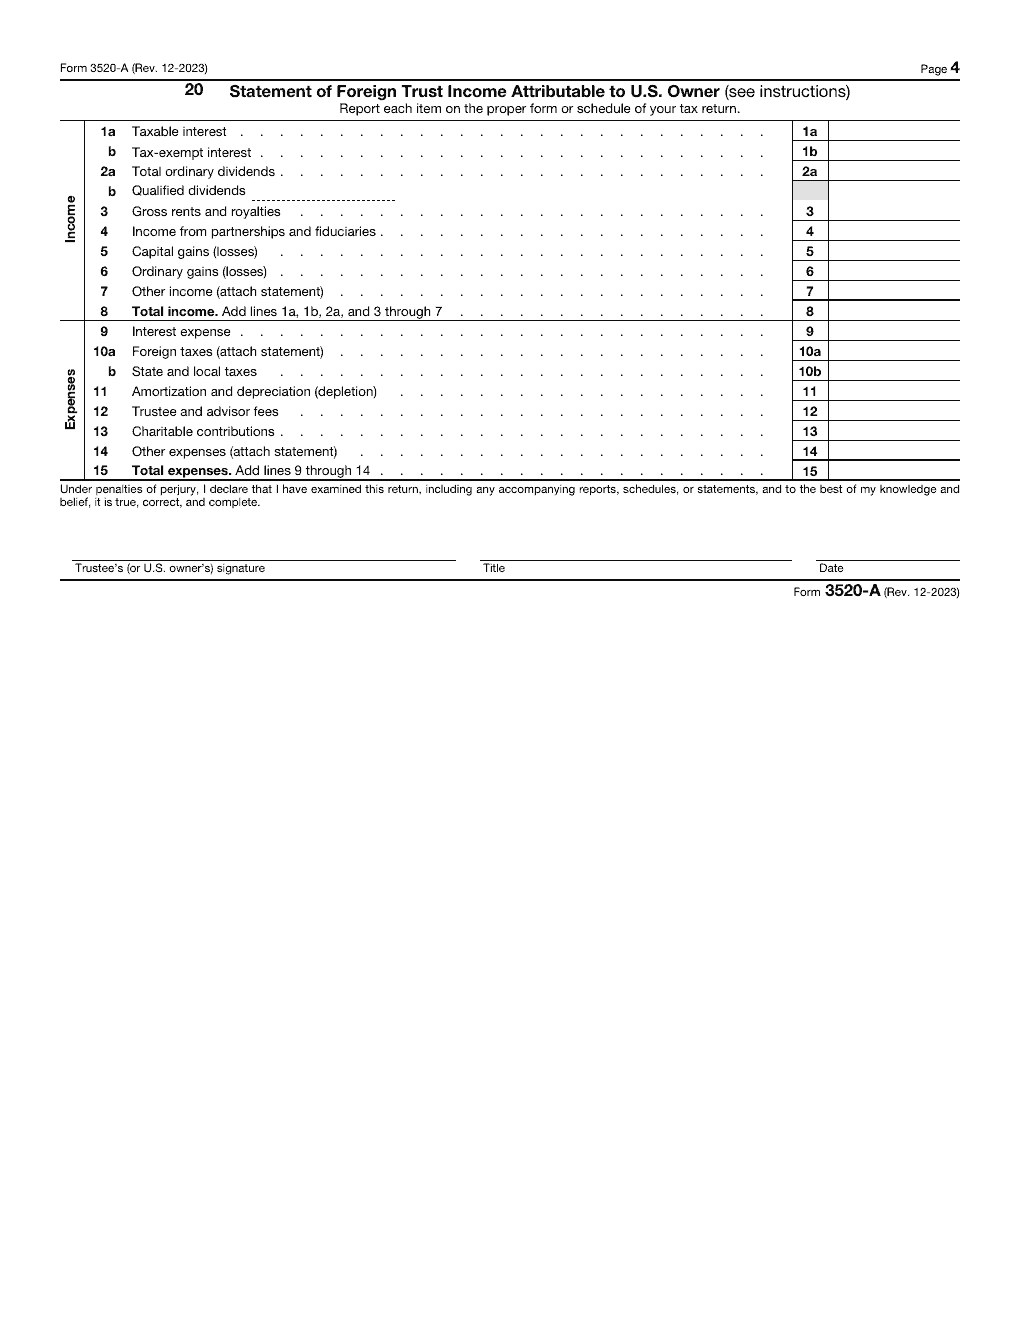 Form 3520-A (Rev. 12-2023) Page 4
20 Statement of Foreign Trust Income Attributable to U.S. Owner (see instructions)
Report each item on the proper form or schedule of your tax return.
Income
1a Taxable interest . . . . . . . . . . . . . . . . . . . . . . . . . . . 1a
b Tax-exempt interest . . . . . . . . . . . . . . . . . . . . . . . . . . 1b
2a Total ordinary dividends . . . . . . . . . . . . . . . . . . . . . . . . . 2a
b Qualified dividends
3 Gross rents and royalties . . . . . . . . . . . . . . . . . . . . . . . . 3
4 Income from partnerships and fiduciaries . . . . . . . . . . . . . . . . . . . . 4
5 Capital gains (losses) . . . . . . . . . . . . . . . . . . . . . . . . . 5
6 Ordinary gains (losses) . . . . . . . . . . . . . . . . . . . . . . . . . 6
7 Other income (attach statement) . . . . . . . . . . . . . . . . . . . . . . 7
8 Total income. Add lines 1a, 1b, 2a, and 3 through 7 . . . . . . . . . . . . . . . . 8
Expenses
9 Interest expense . . . . . . . . . . . . . . . . . . . . . . . . . . . 9
10a Foreign taxes (attach statement) . . . . . . . . . . . . . . . . . . . . . . 10a
b State and local taxes . . . . . . . . . . . . . . . . . . . . . . . . . 10b
11 Amortization and depreciation (depletion) . . . . . . . . . . . . . . . . . . . 11
12 Trustee and advisor fees . . . . . . . . . . . . . . . . . . . . . . . . 12
13 Charitable contributions . . . . . . . . . . . . . . . . . . . . . . . . . 13
14 Other expenses (attach statement) . . . . . . . . . . . . . . . . . . . . . 14
15 Total expenses. Add lines 9 through 14 . . . . . . . . . . . . . . . . . . . . 15
Under penalties of perjury, I declare that I have examined this return, including any accompanying reports, schedules, or statements, and to the best of my knowledge and
belief, it is true, correct, and complete.
Trustee's (or U.S. owner's) signature Title Date
Form 3520-A (Rev. 12-2023)